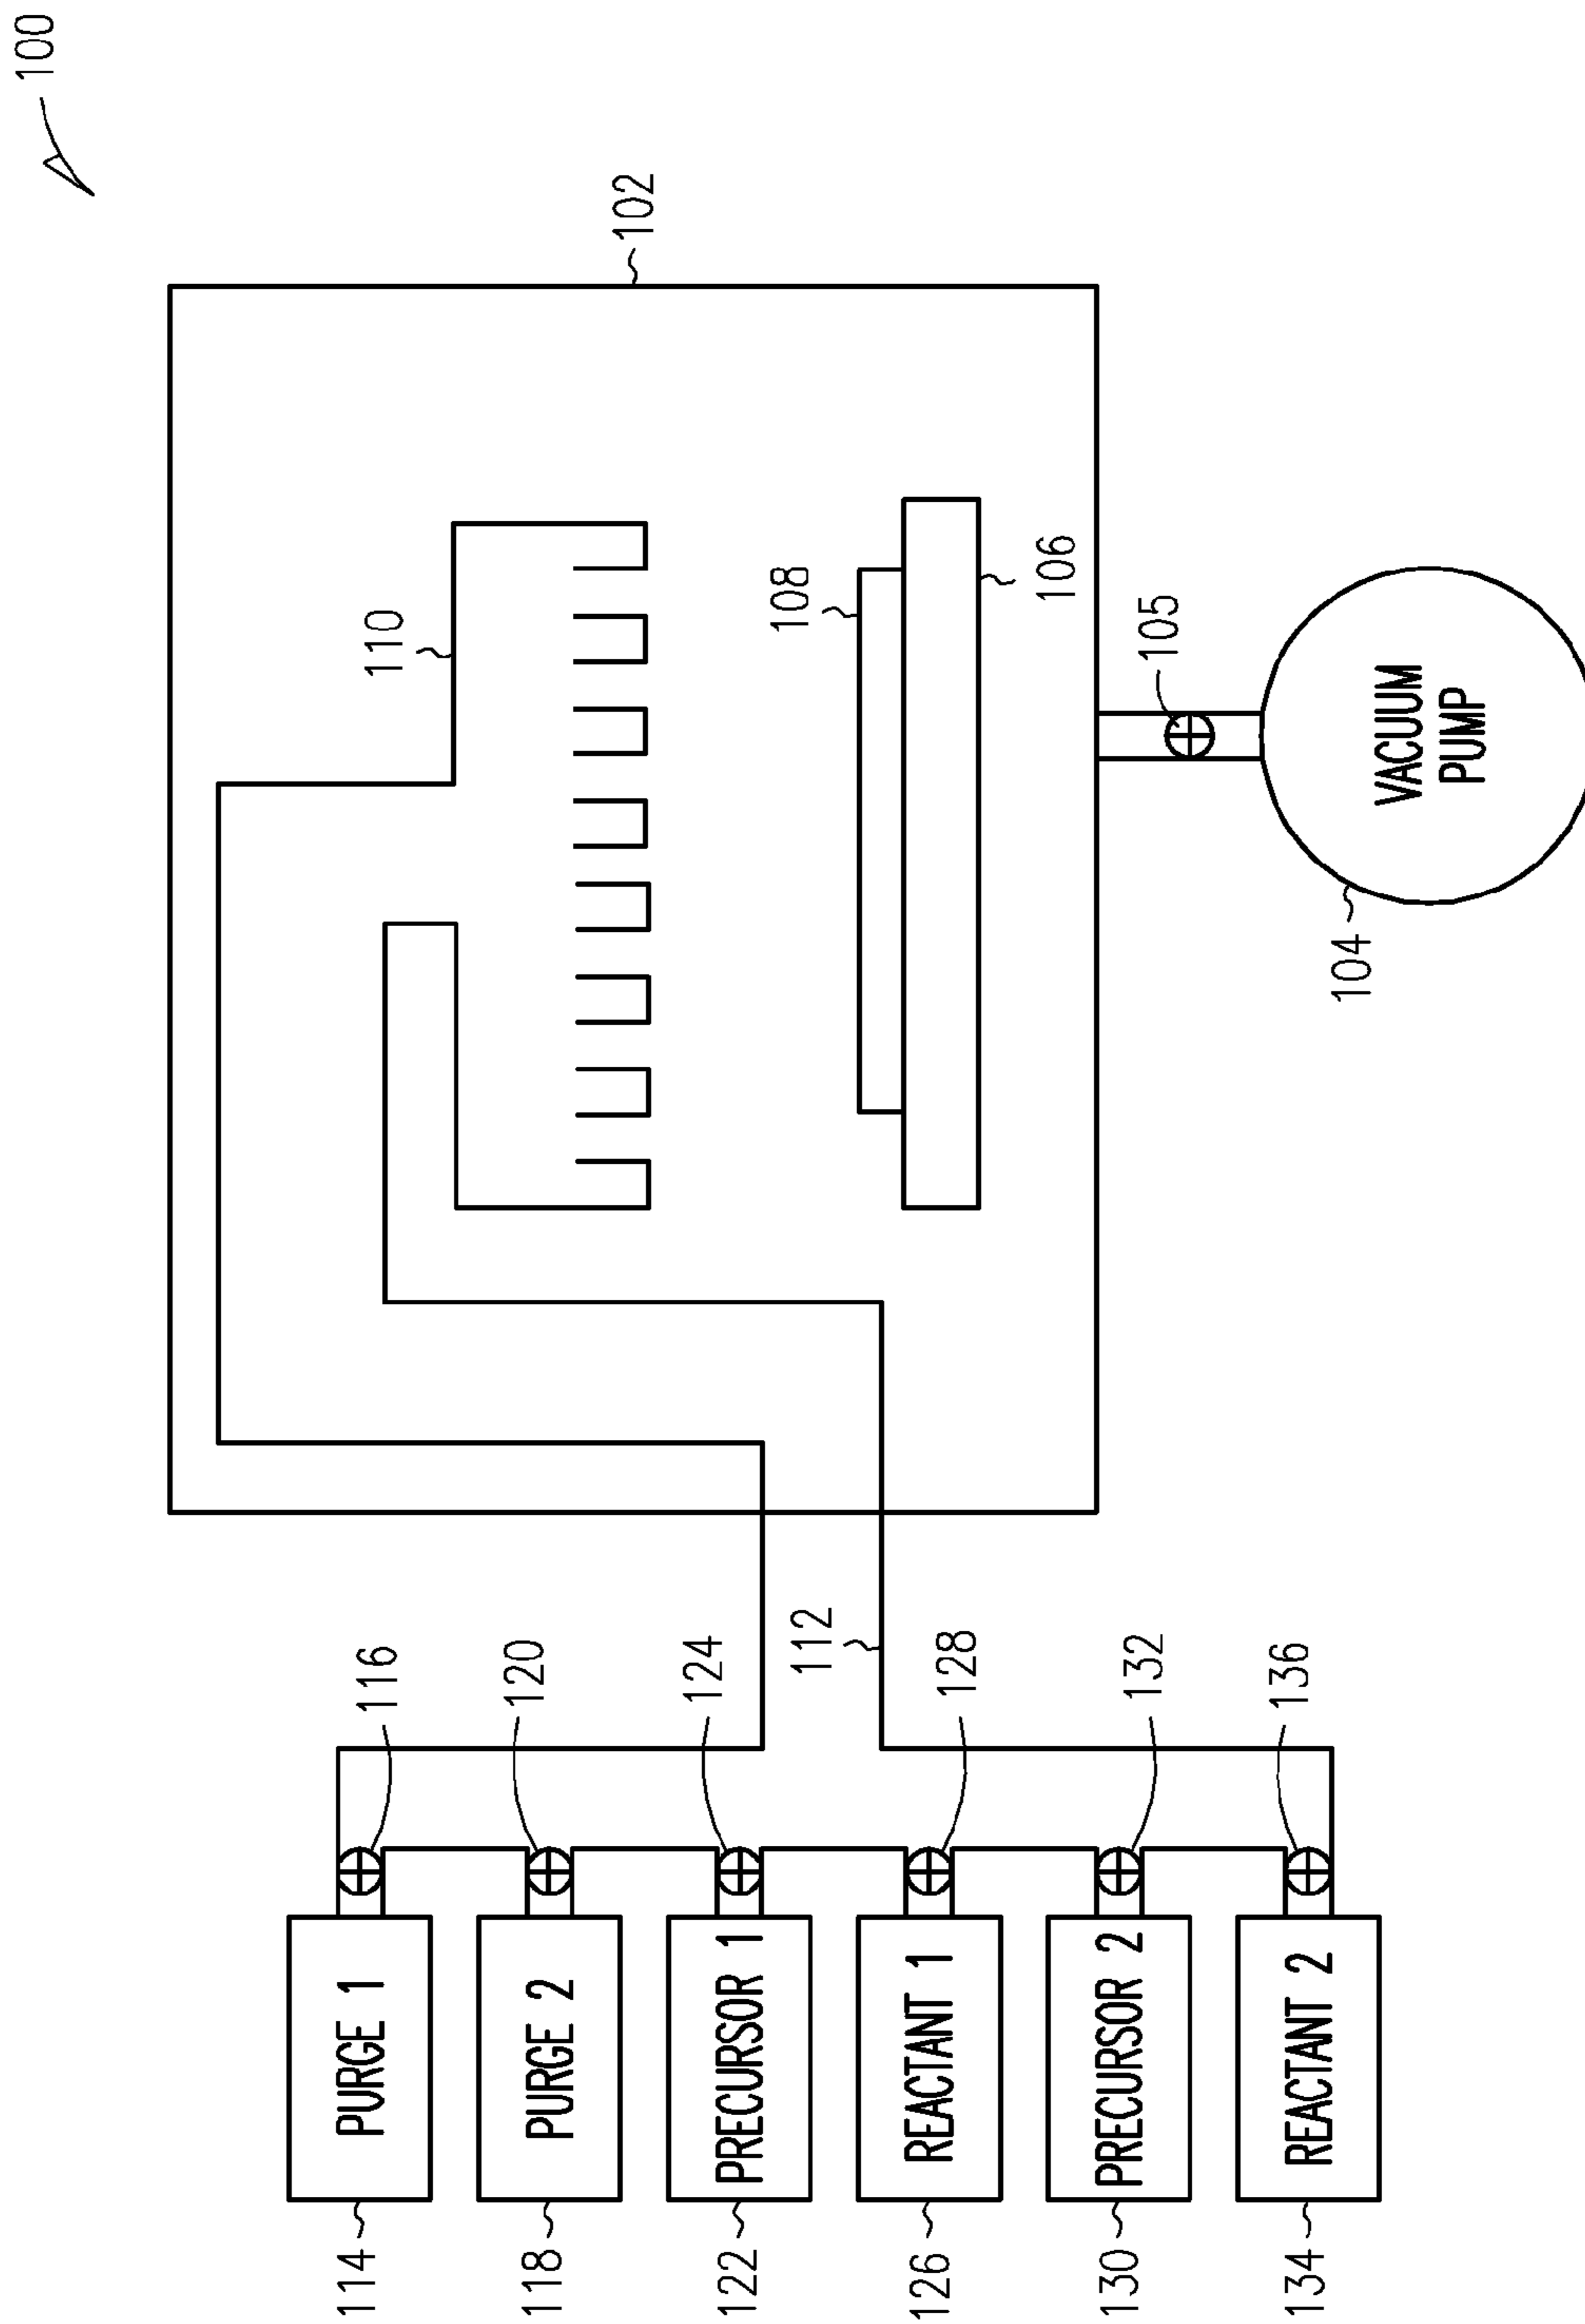 100
102
110
108
106
105
VACUUM
PUMP
104
112
116
120
124
128
132
136
PURGE 1
PURGE 2
PRECURSOR 1
REACTANT 1
PRECURSOR 2
REACTANT 2
114
118
122
126
130
134